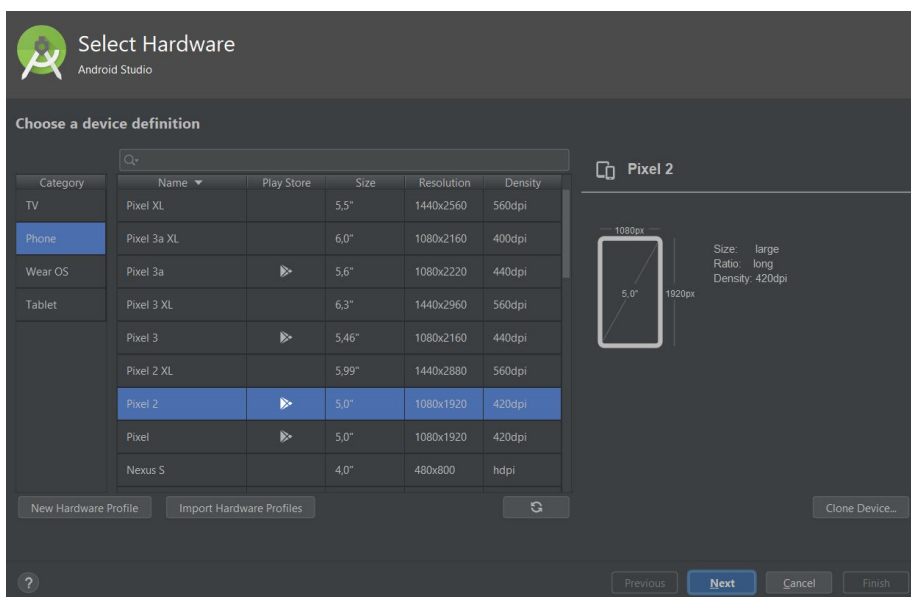 Select Hardware
Android Studio
Choose a device definition
Category
TV
Phone
Wear OS
Tablet
Name Play Store Size Resolution Density
Pixel XL 5,5" 1440x2560 560dpi
Pixel 3a XL 6,0" 1080x2160 400dpi
Pixel 3a 5,6" 1080x2220 440dpi
Pixel 3 XL 6,3" 1440x2960 560dpi
Pixel 3 5,46" 1080x2160 440dpi
Pixel 2 XL 5,99" 1440x2880 560dpi
Pixel 2 5,0" 1080x1920 420dpi
Pixel 5,0" 1080x1920 420dpi
Nexus S 4,0" 480x800 hdpi
New Hardware Profile Import Hardware Profiles
Pixel 2
1080px
5,0"
1920px
Size: large
Ratio: long
Density: 420dpi
Clone Device...
? Previous Next Cancel Finish